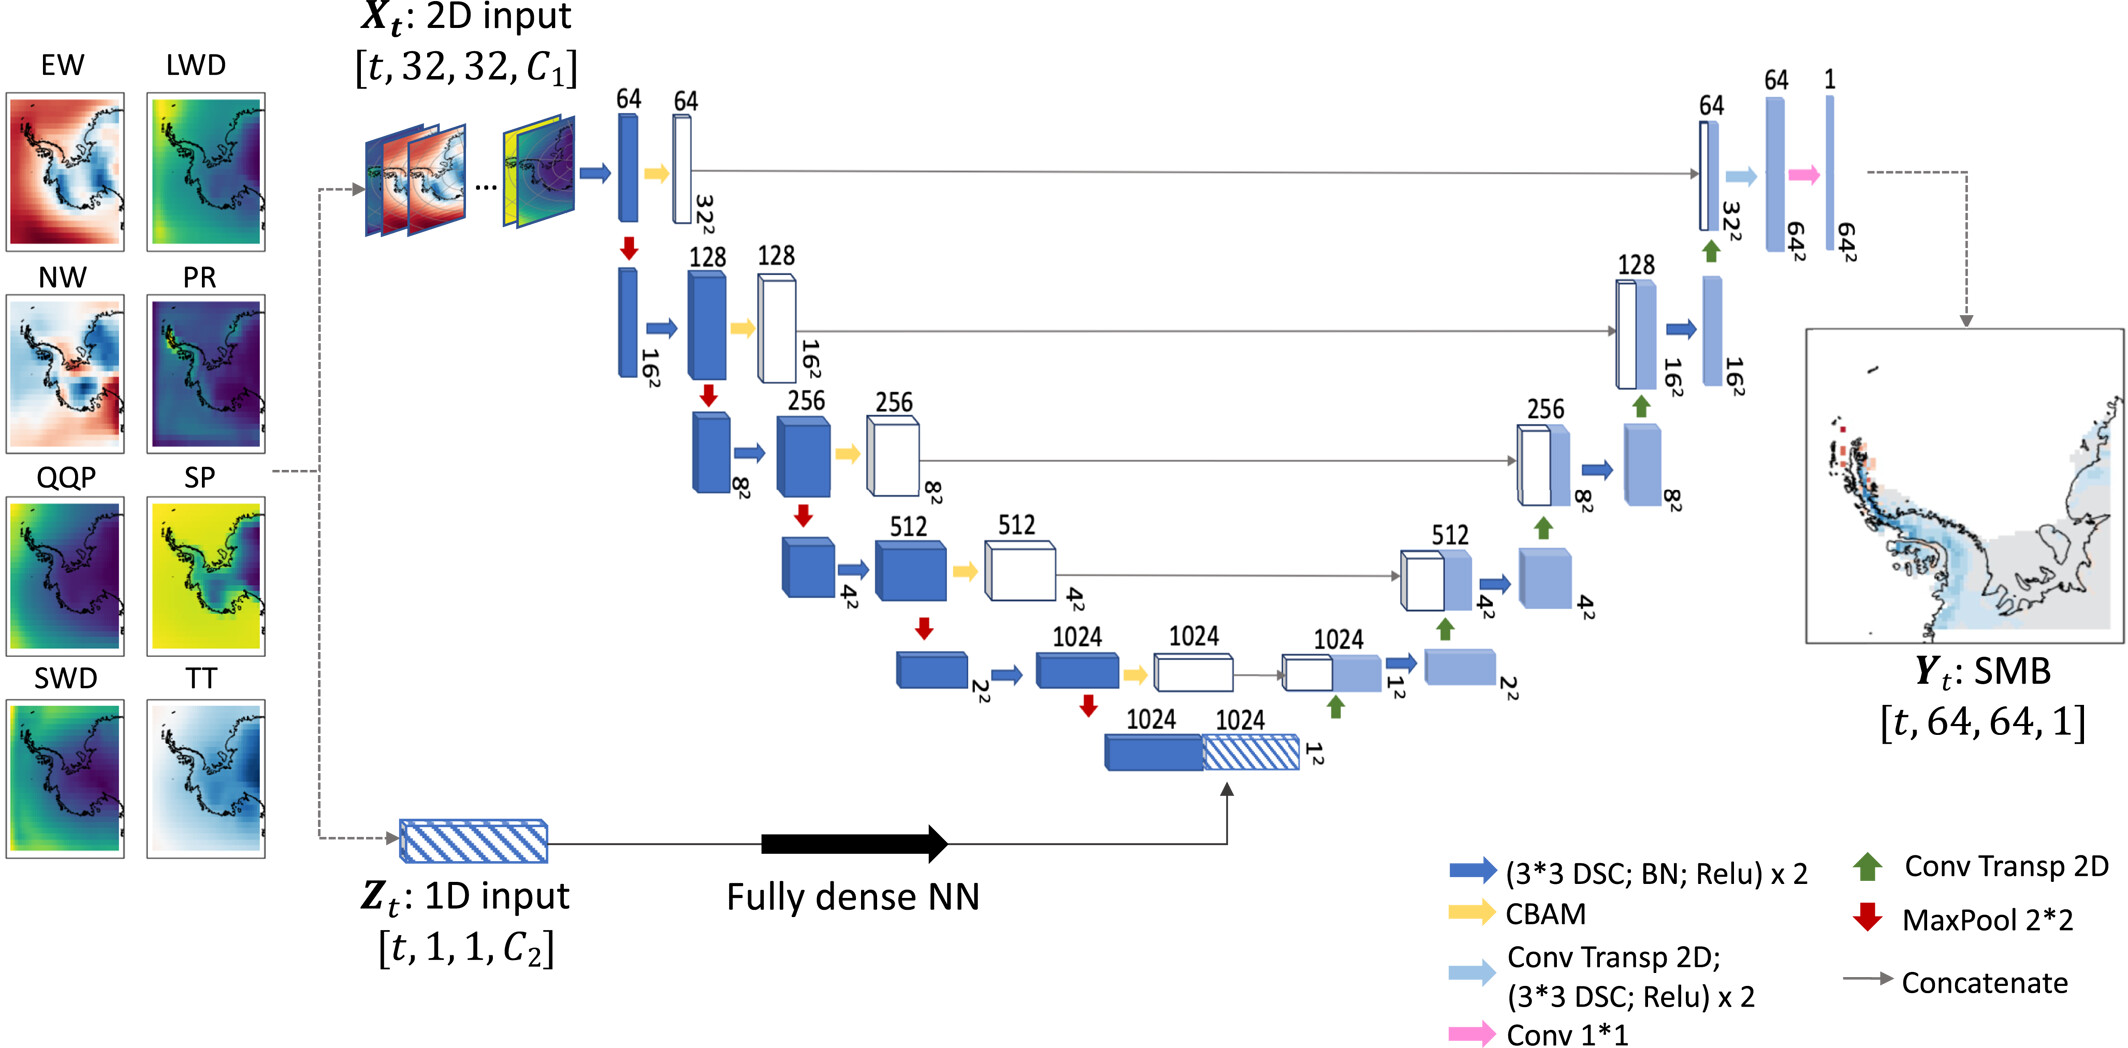 EW
LWD
NW
PR
QQP
SP
SWD
TT
X_t: 2D input
[t, 32, 32, C_1]
...
64
64
32²
16²
128
128
16²
8²
256
256
8²
4²
512
512
4²
2²
1024
1024
1024
1²
2²
1024
1024
1²
512
4²
4²
256
8²
8²
128
16²
16²
64
32²
64
64²
1
64²
Y_t: SMB
[t, 64, 64, 1]
Z_t: 1D input
[t, 1, 1, C_2]
Fully dense NN
(3*3 DSC; BN; Relu) x 2
CBAM
Conv Transp 2D;
(3*3 DSC; Relu) x 2
Conv 1*1
Conv Transp 2D
MaxPool 2*2
Concatenate